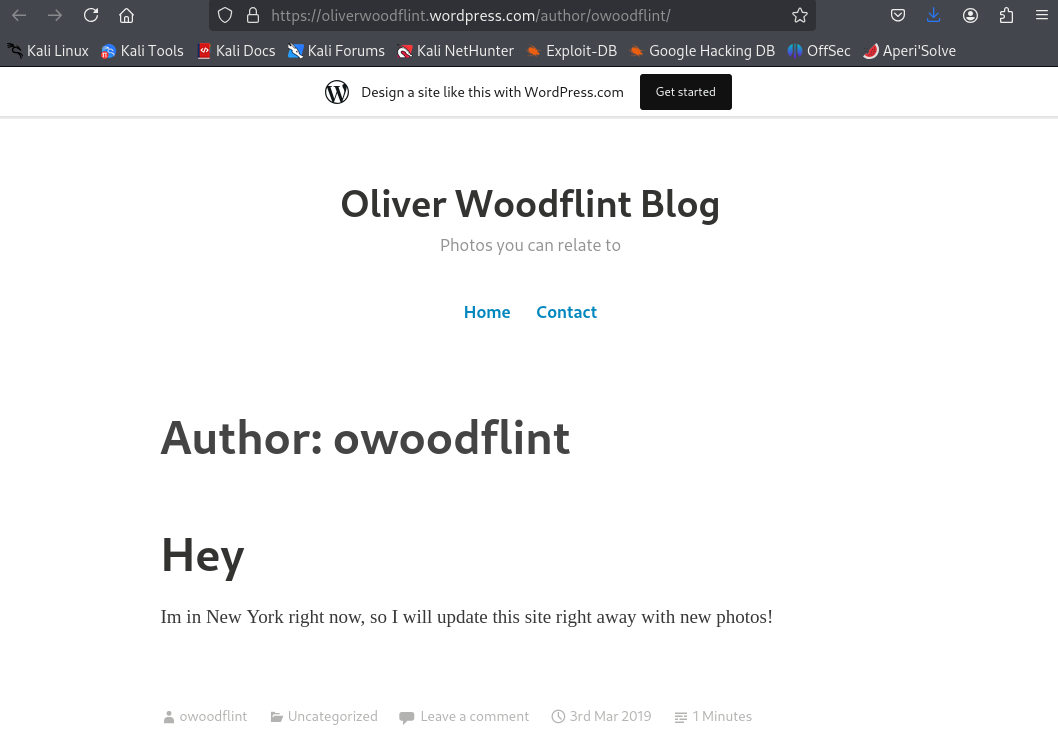 https://oliverwoodflint.wordpress.com/author/owoodflint/
Kali Linux Kali Tools Kali Docs Kali Forums Kali NetHunter Exploit-DB Google Hacking DB OffSec Aperi'Solve
Design a site like this with WordPress.com Get started
Oliver Woodflint Blog
Photos you can relate to
Home Contact
Author: owoodflint
Hey
Im in New York right now, so I will update this site right away with new photos!
owoodflint Uncategorized Leave a comment 3rd Mar 2019 1 Minutes